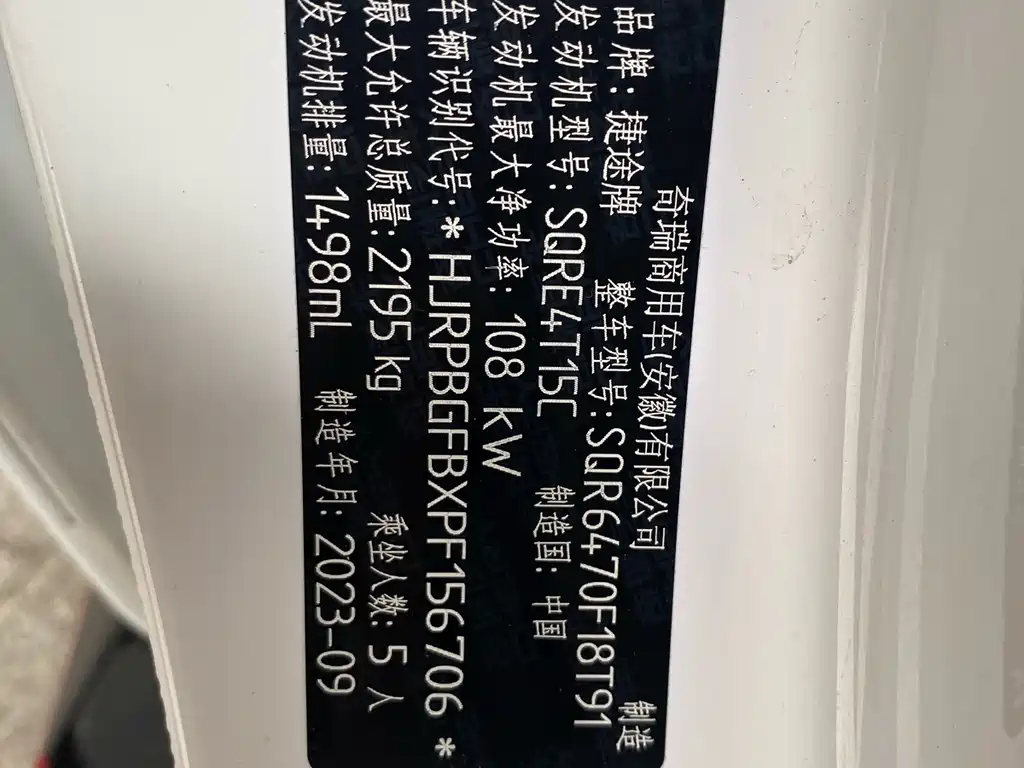 奇瑞商用车(安徽)有限公司 制造
品牌: 捷途牌 整车型号: SQR6470F18T91
发动机型号: SQRE4T15C 制造国: 中国
发动机最大净功率: 108 kW
车辆识别代号: * HJRPBGFBXPF156706 *
最大允许总质量: 2195 kg 乘坐人数: 5 人
发动机排量: 1498mL 制造年月: 2023-09